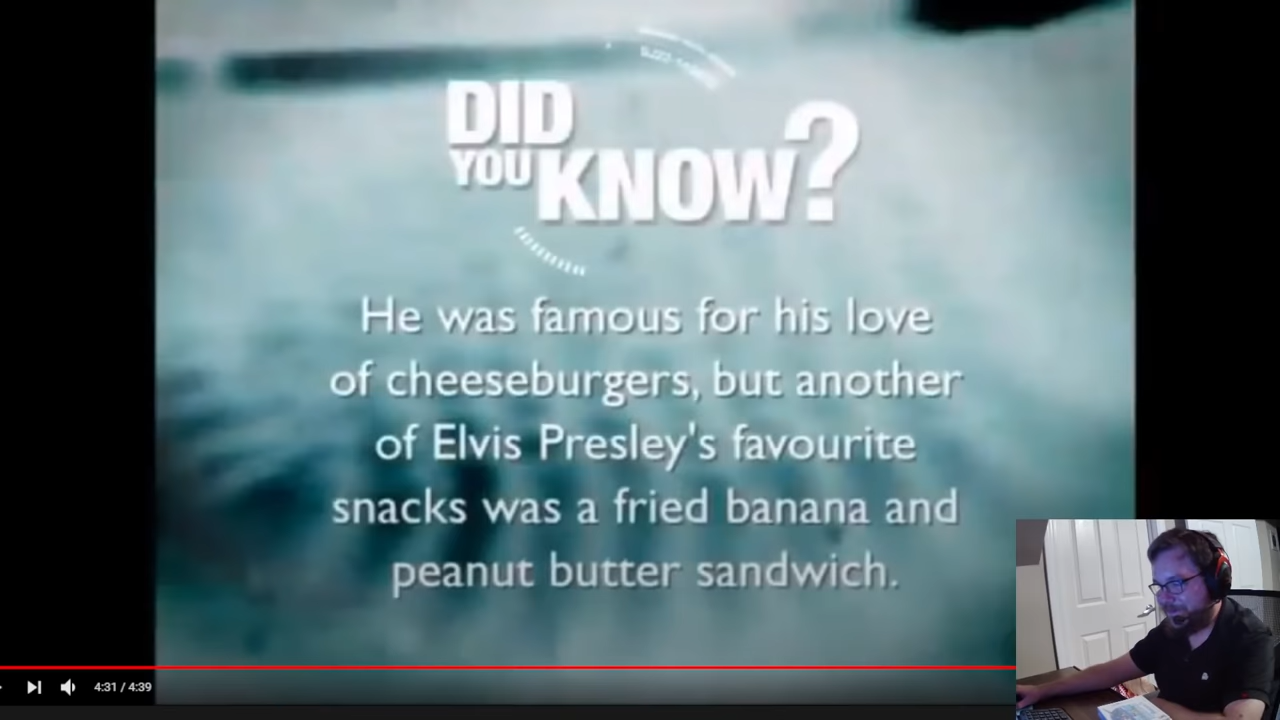 DID
YOU KNOW?
He was famous for his love
of cheeseburgers, but another
of Elvis Presley's favourite
snacks was a fried banana and
peanut butter sandwich.
4:31 / 4:39